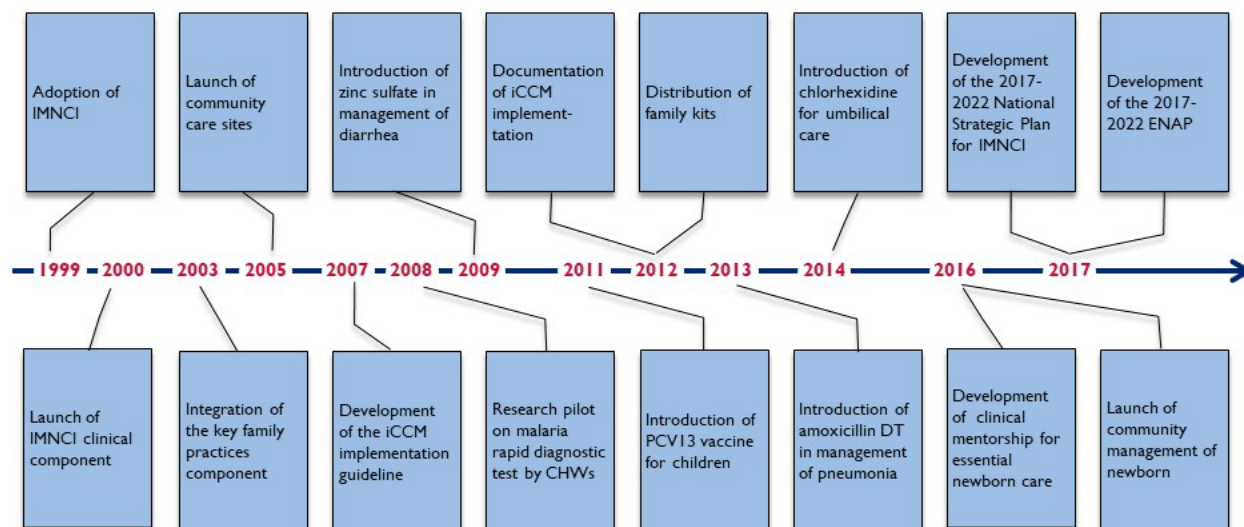 Adoption of
IMNCI
Launch of
community
care sites
Introduction of
zinc sulfate in
management of
diarrhea
Documentation
of iCCM
implemen-
tation
Distribution of
family kits
Introduction of
chlorhexidine
for umbilical
care
Development
of the 2017-
2022 National
Strategic Plan
for IMNCI
Development
of the 2017-
2022 ENAP
1999 2000 2003 2005 2007 2008 2009 2011 2012 2013 2014 2016 2017
Launch of
IMNCI clinical
component
Integration of
the key family
practices
component
Development
of the iCCM
implementation
guideline
Research pilot
on malaria
rapid diagnostic
test by CHWs
Introduction of
PCV13 vaccine
for children
Introduction of
amoxicillin DT
in management
of pneumonia
Development
of clinical
mentorship for
essential
newborn care
Launch of
community
management of
newborn